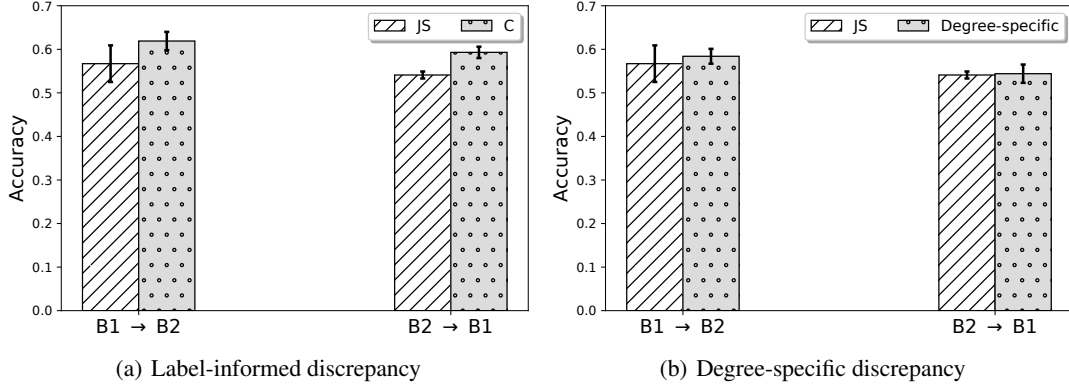 JS C
0.7
0.6
0.5
0.4
0.3
0.2
0.1
0.0
Accuracy
B1 → B2 B2 → B1
(a) Label-informed discrepancy
JS Degree-specific
0.7
0.6
0.5
0.4
0.3
0.2
0.1
0.0
Accuracy
B1 → B2 B2 → B1
(b) Degree-specific discrepancy